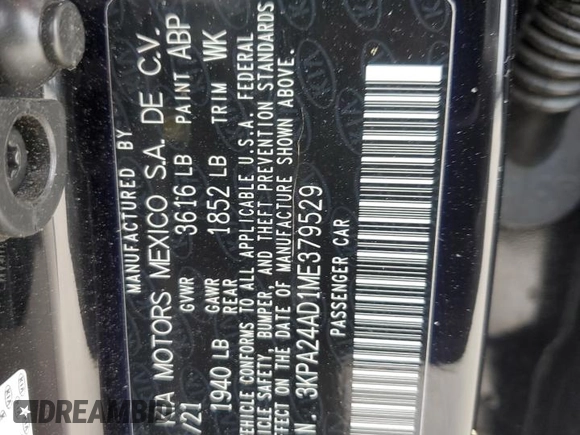 MANUFACTURED BY
KIA MOTORS MEXICO S.A. DE C.V.
/21 GVWR 3616 LB PAINT ABP
1940 LB GAWR REAR 1852 LB TRIM WK
VEHICLE CONFORMS TO ALL APPLICABLE U.S.A. FEDERAL
VEHICLE SAFETY, BUMPER, AND THEFT PREVENTION STANDARDS
EFFECT ON THE DATE OF MANUFACTURE SHOWN ABOVE.
3KPA24AD1ME379529
PASSENGER CAR
DREAMBID